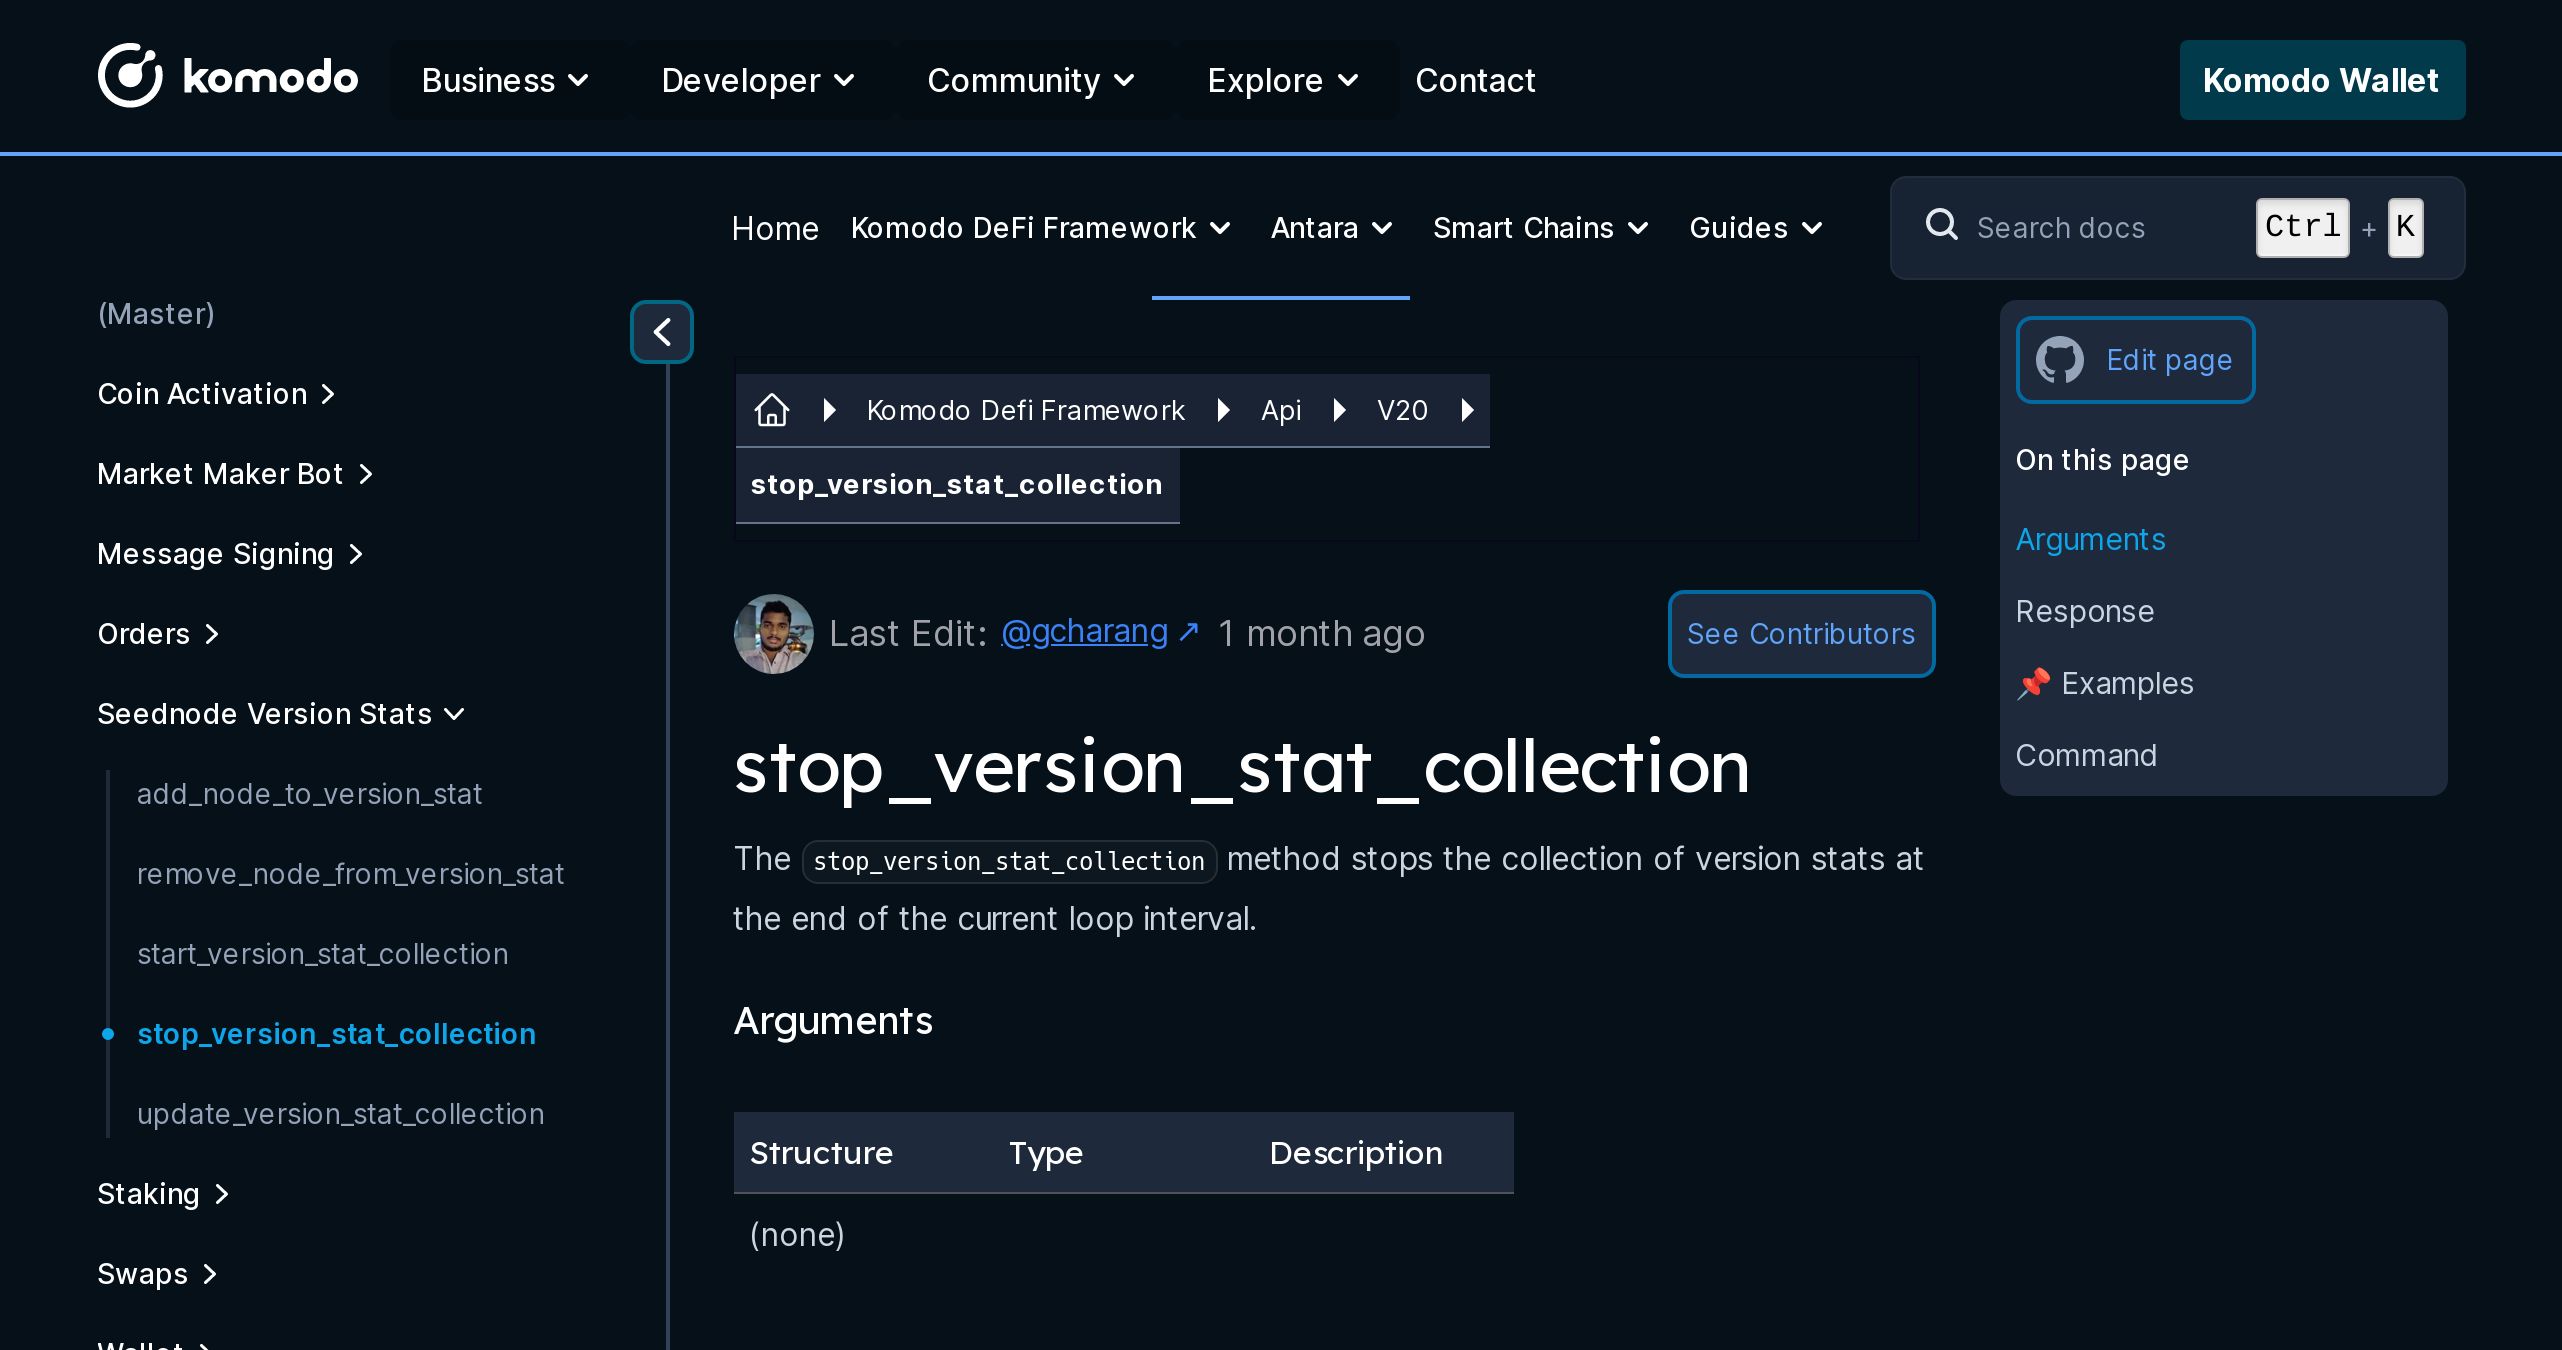 komodo Business Developer Community Explore Contact Komodo Wallet
Home Komodo DeFi Framework Antara Smart Chains Guides Search docs Ctrl + K
(Master)
Coin Activation
Market Maker Bot
Message Signing
Orders
Seednode Version Stats
add_node_to_version_stat
remove_node_from_version_stat
start_version_stat_collection
stop_version_stat_collection
update_version_stat_collection
Staking
Swaps
Wallet
Komodo Defi Framework Api V20
stop_version_stat_collection
Last Edit: @gcharang ↗ 1 month ago See Contributors
stop_version_stat_collection
The stop_version_stat_collection method stops the collection of version stats at
the end of the current loop interval.
Arguments
Structure Type Description
(none)
Edit page
On this page
Arguments
Response
📌 Examples
Command